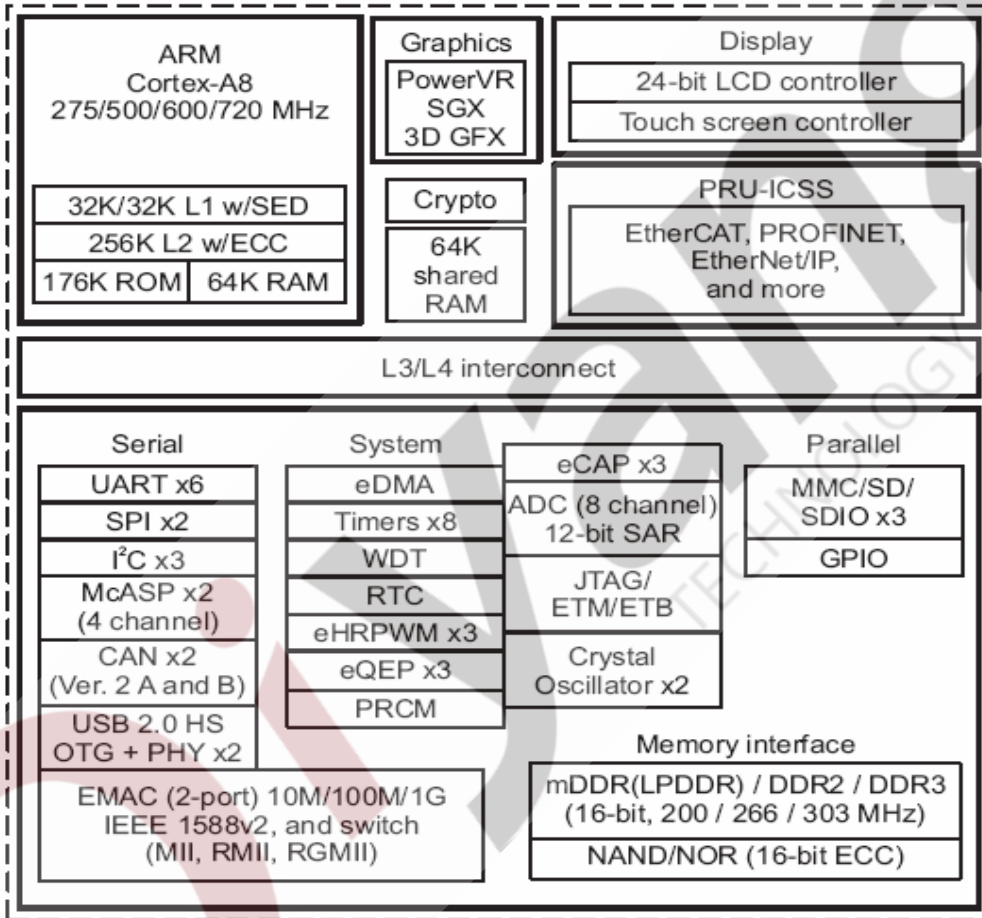 ARM
Cortex-A8
275/500/600/720 MHz
32K/32K L1 w/SED
256K L2 w/ECC
176K ROM
64K RAM
Graphics
PowerVR
SGX
3D GFX
Crypto
64K
shared
RAM
Display
24-bit LCD controller
Touch screen controller
PRU-ICSS
EtherCAT, PROFINET,
EtherNet/IP,
and more
L3/L4 interconnect
Serial
UART x6
SPI x2
I²C x3
McASP x2
(4 channel)
CAN x2
(Ver. 2 A and B)
USB 2.0 HS
OTG + PHY x2
EMAC (2-port) 10M/100M/1G
IEEE 1588v2, and switch
(MII, RMII, RGMII)
System
eDMA
Timers x8
WDT
RTC
eHRPWM x3
eQEP x3
PRCM
eCAP x3
ADC (8 channel)
12-bit SAR
JTAG/
ETM/ETB
Crystal
Oscillator x2
Parallel
MMC/SD/
SDIO x3
GPIO
Memory interface
mDDR(LPDDR) / DDR2 / DDR3
(16-bit, 200 / 266 / 303 MHz)
NAND/NOR (16-bit ECC)
TECHNOLOGY